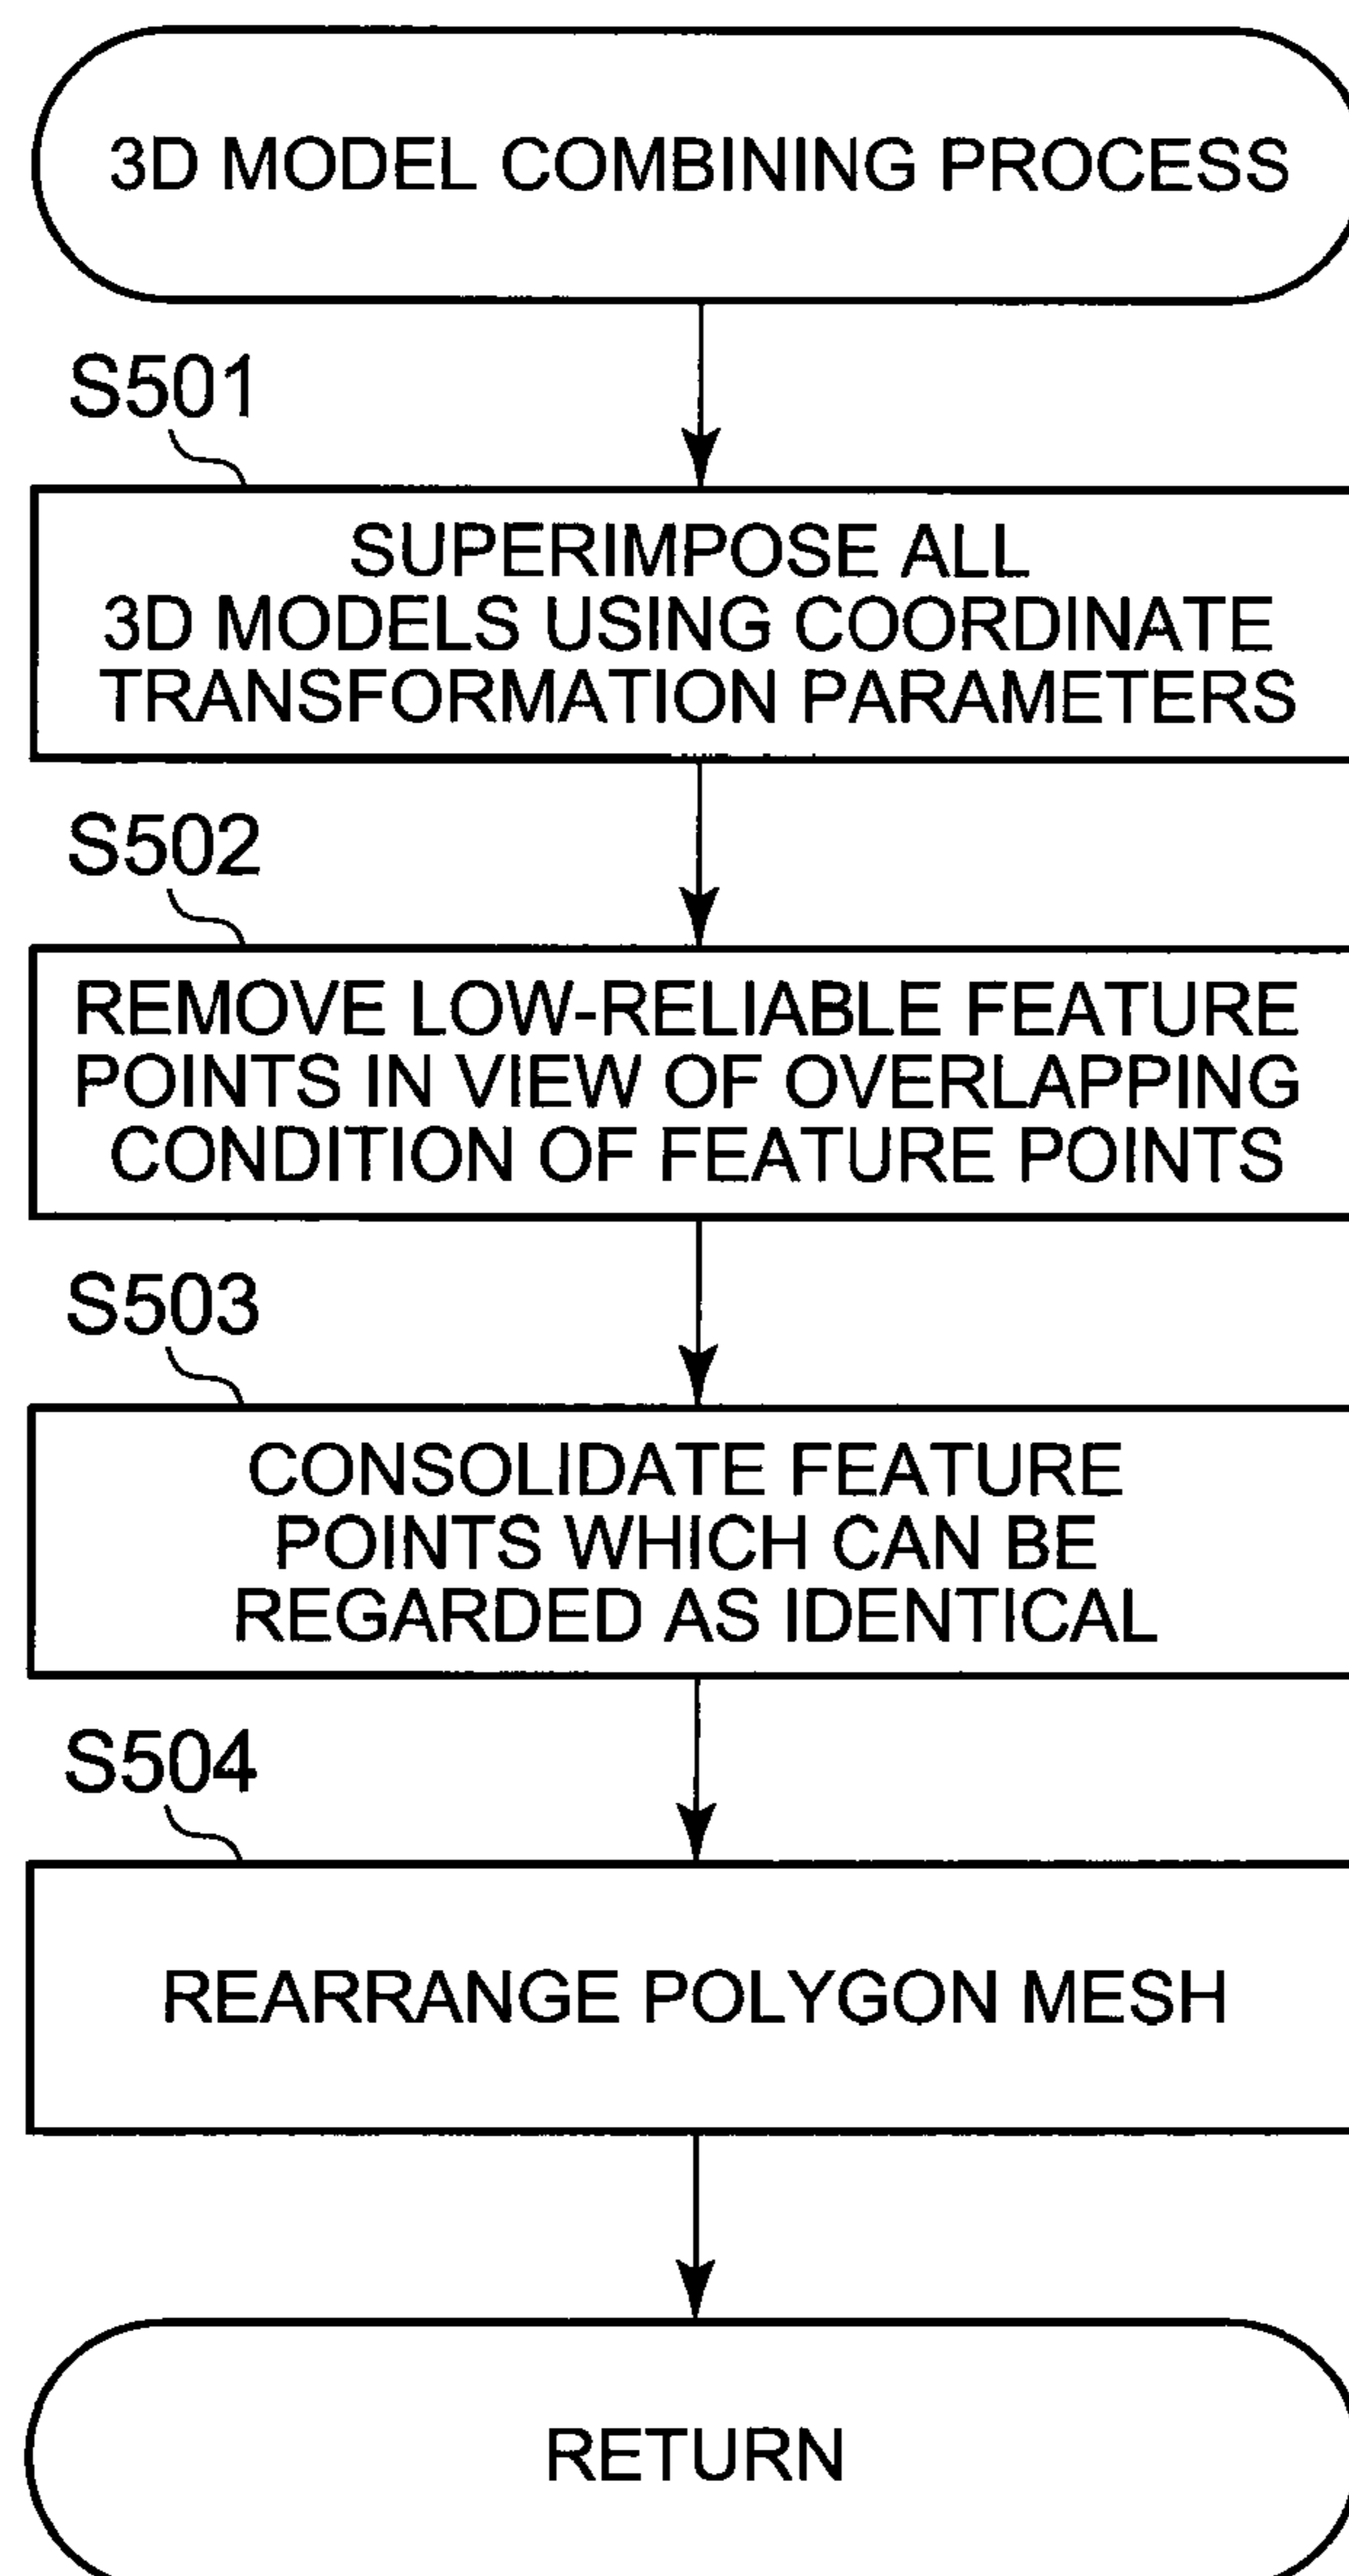 3D MODEL COMBINING PROCESS
S501
SUPERIMPOSE ALL
3D MODELS USING COORDINATE
TRANSFORMATION PARAMETERS
S502
REMOVE LOW-RELIABLE FEATURE
POINTS IN VIEW OF OVERLAPPING
CONDITION OF FEATURE POINTS
S503
CONSOLIDATE FEATURE
POINTS WHICH CAN BE
REGARDED AS IDENTICAL
S504
REARRANGE POLYGON MESH
RETURN